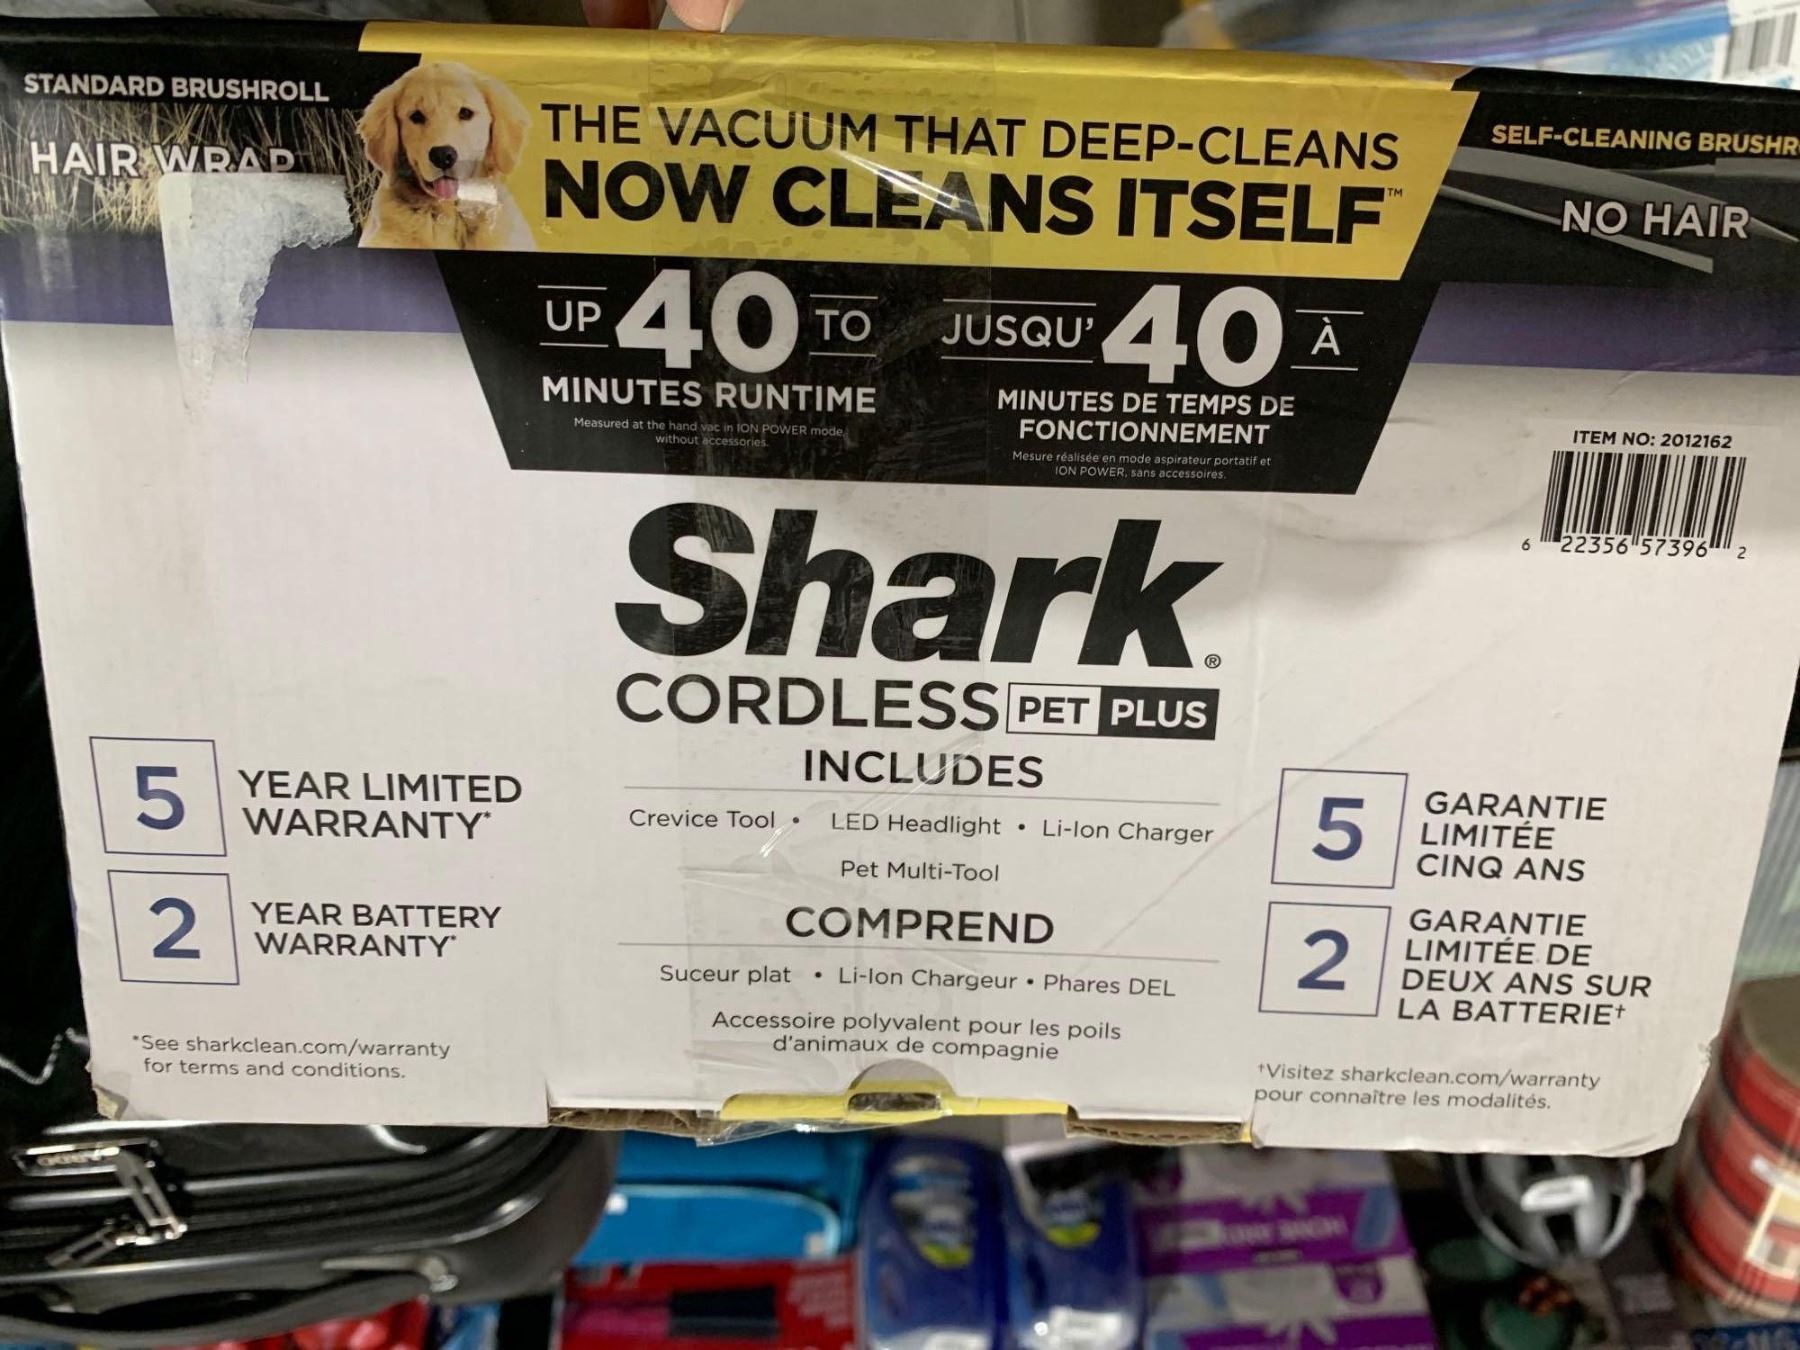 STANDARD BRUSHROLL
HAIR WRAP
THE VACUUM THAT DEEP-CLEANS
NOW CLEANS ITSELF™
SELF-CLEANING BRUSHR
NO HAIR
UP 40 TO
MINUTES RUNTIME
Measured at the hand vac in ION POWER mode,
without accessories.
JUSQU' 40 À
MINUTES DE TEMPS DE
FONCTIONNEMENT
Mesure réalisée en mode aspirateur portatif et
ION POWER, sans accessoires.
ITEM NO: 2012162
6 22356 57396 2
Shark®
CORDLESS PET PLUS
INCLUDES
Crevice Tool • LED Headlight • Li-Ion Charger
Pet Multi-Tool
COMPREND
Suceur plat • Li-Ion Chargeur • Phares DEL
Accessoire polyvalent pour les poils
d'animaux de compagnie
5 YEAR LIMITED
WARRANTY*
2 YEAR BATTERY
WARRANTY*
*See sharkclean.com/warranty
for terms and conditions.
5 GARANTIE
LIMITÉE
CINQ ANS
2 GARANTIE
LIMITÉE DE
DEUX ANS SUR
LA BATTERIE†
†Visitez sharkclean.com/warranty
pour connaître les modalités.